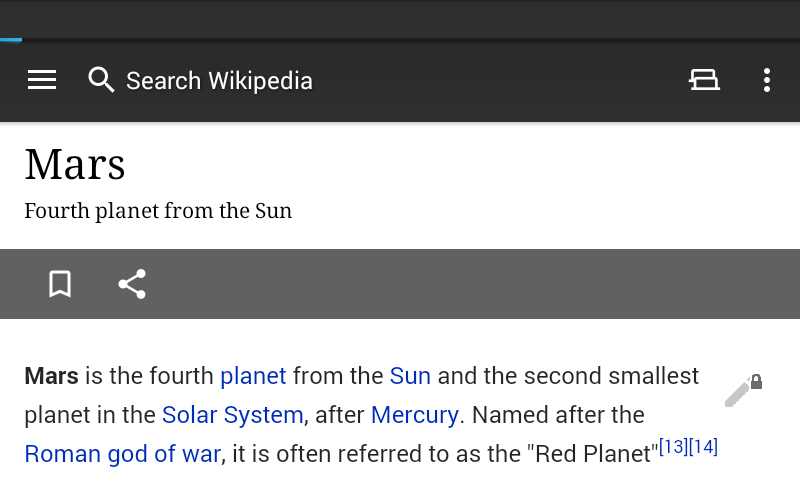 Search Wikipedia
Mars
Fourth planet from the Sun
Mars is the fourth planet from the Sun and the second smallest
planet in the Solar System, after Mercury. Named after the
Roman god of war, it is often referred to as the "Red Planet"[13][14]